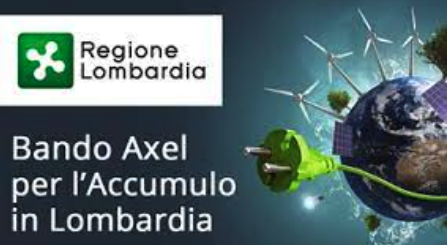 Regione
Lombardia
Bando Axel
per l'Accumulo
in Lombardia